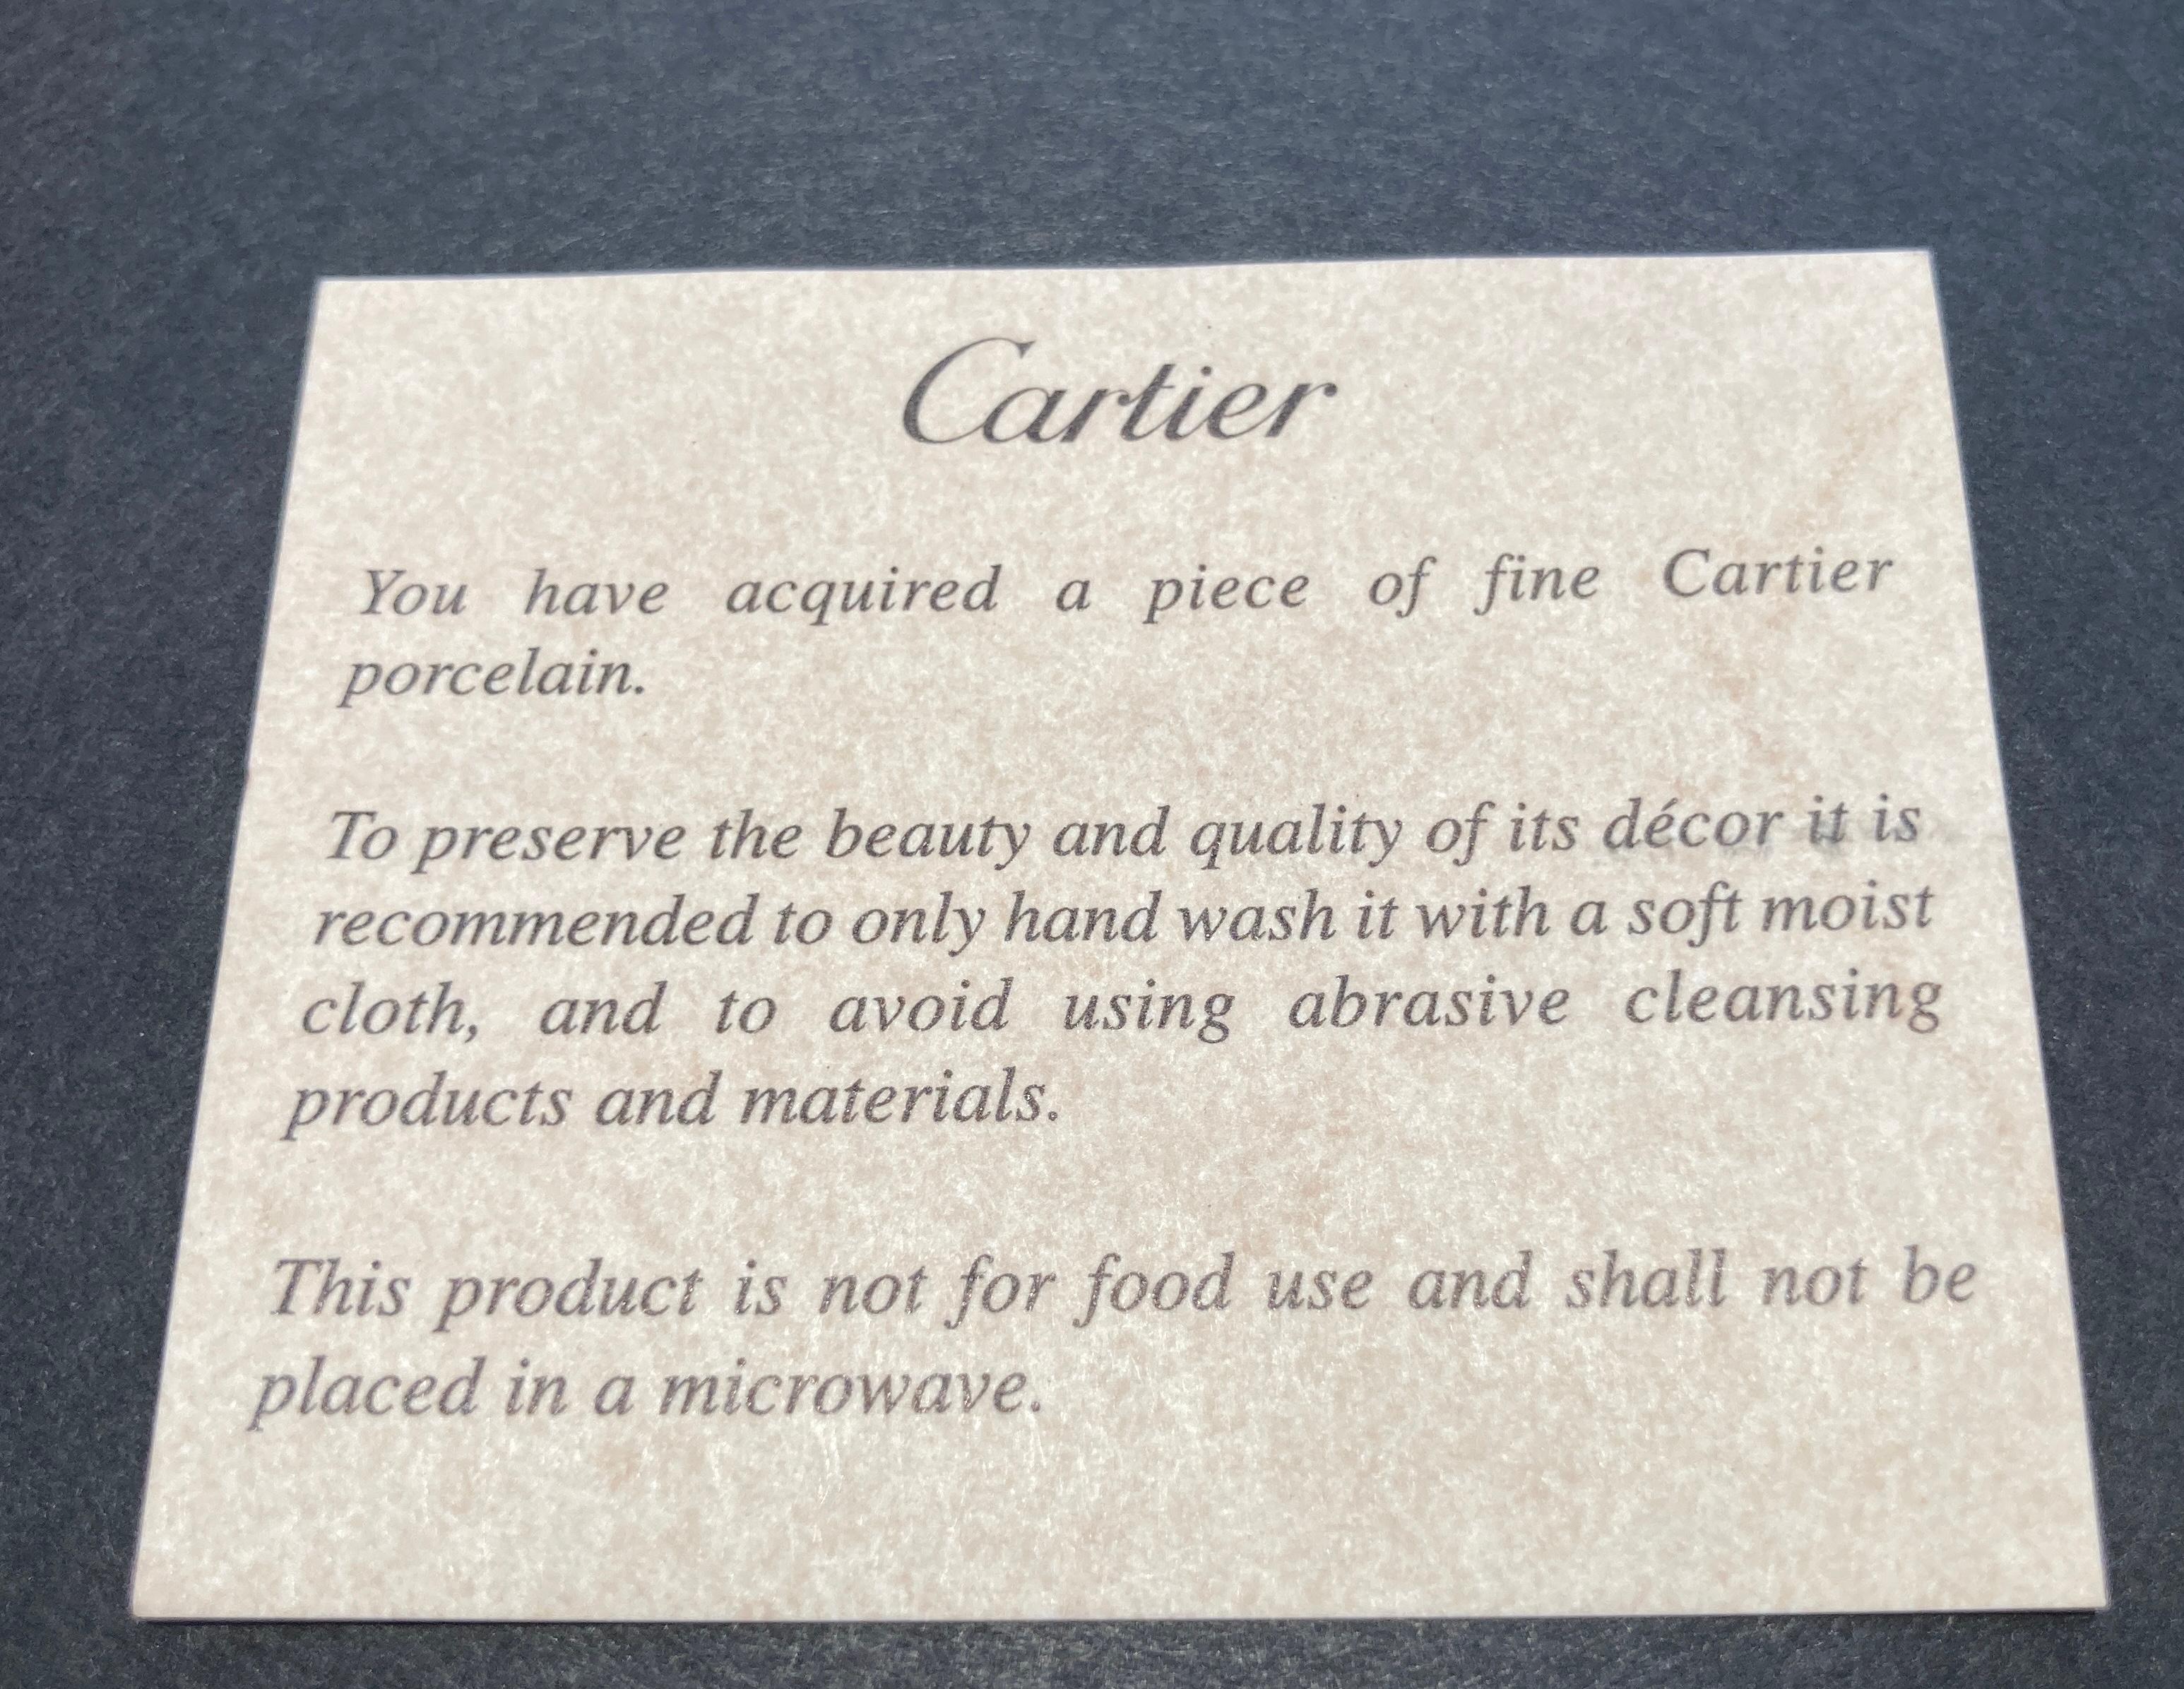 Cartier
You have acquired a piece of fine Cartier
porcelain.
To preserve the beauty and quality of its décor it is
recommended to only hand wash it with a soft moist
cloth, and to avoid using abrasive cleansing
products and materials.
This product is not for food use and shall not be
placed in a microwave.